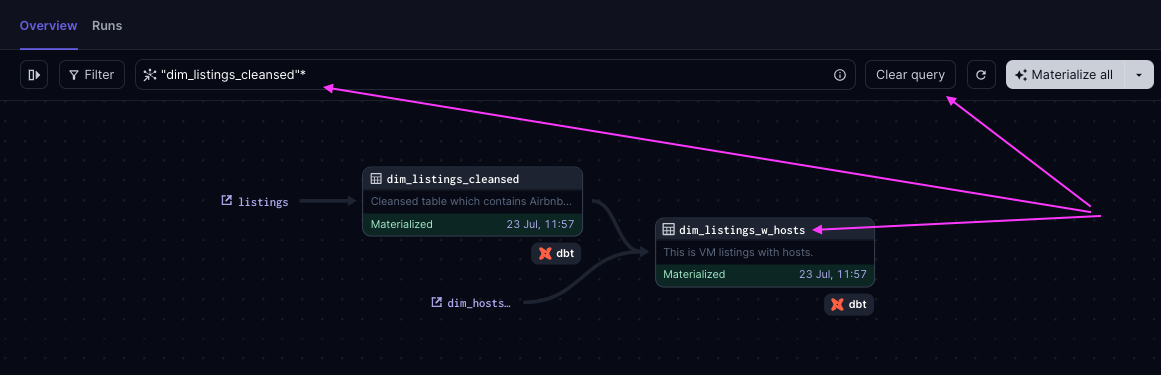 Overview Runs
Filter "dim_listings_cleansed"* Clear query Materialize all
dim_listings_cleansed
listings
Cleansed table which contains Airbnb...
Materialized 23 Jul, 11:57
dbt
dim_listings_w_hosts
This is VM listings with hosts.
Materialized 23 Jul, 11:57
dim_hosts...
dbt